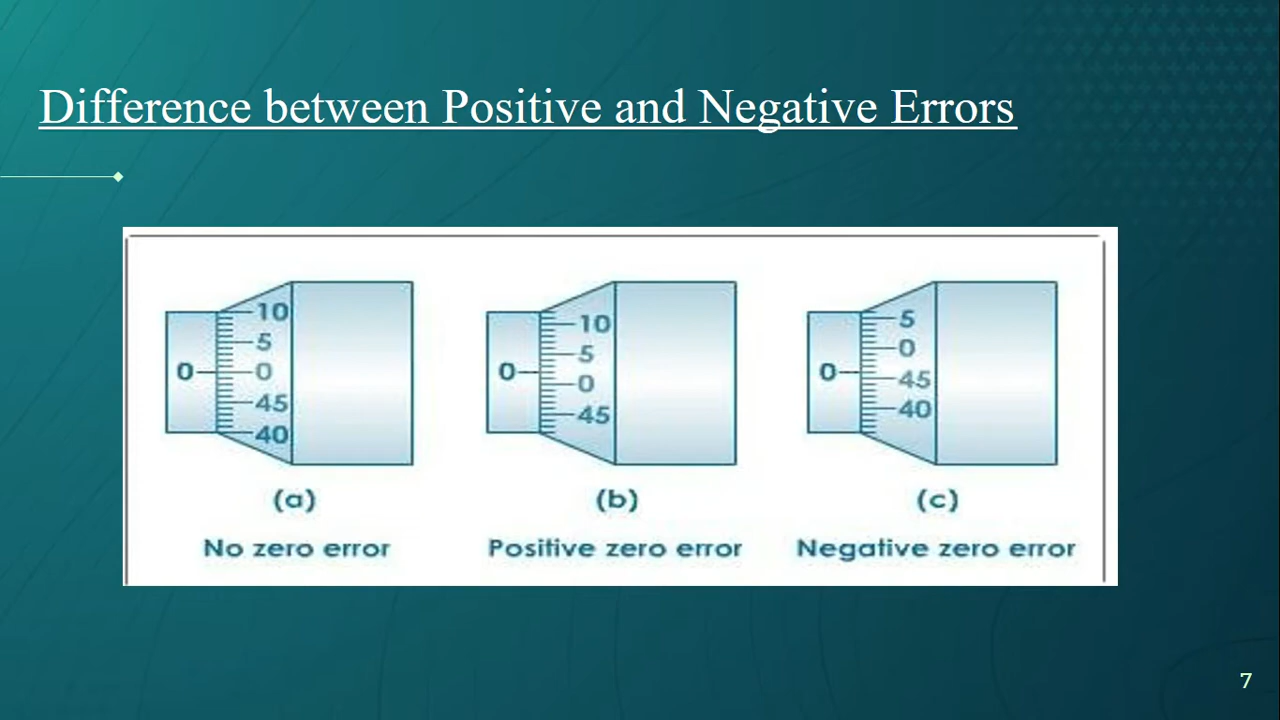 Difference between Positive and Negative Errors
10
5
0 0
45
40
(a)
No zero error
10
5
0 0
45
(b)
Positive zero error
5
0
0 45
40
(c)
Negative zero error
7